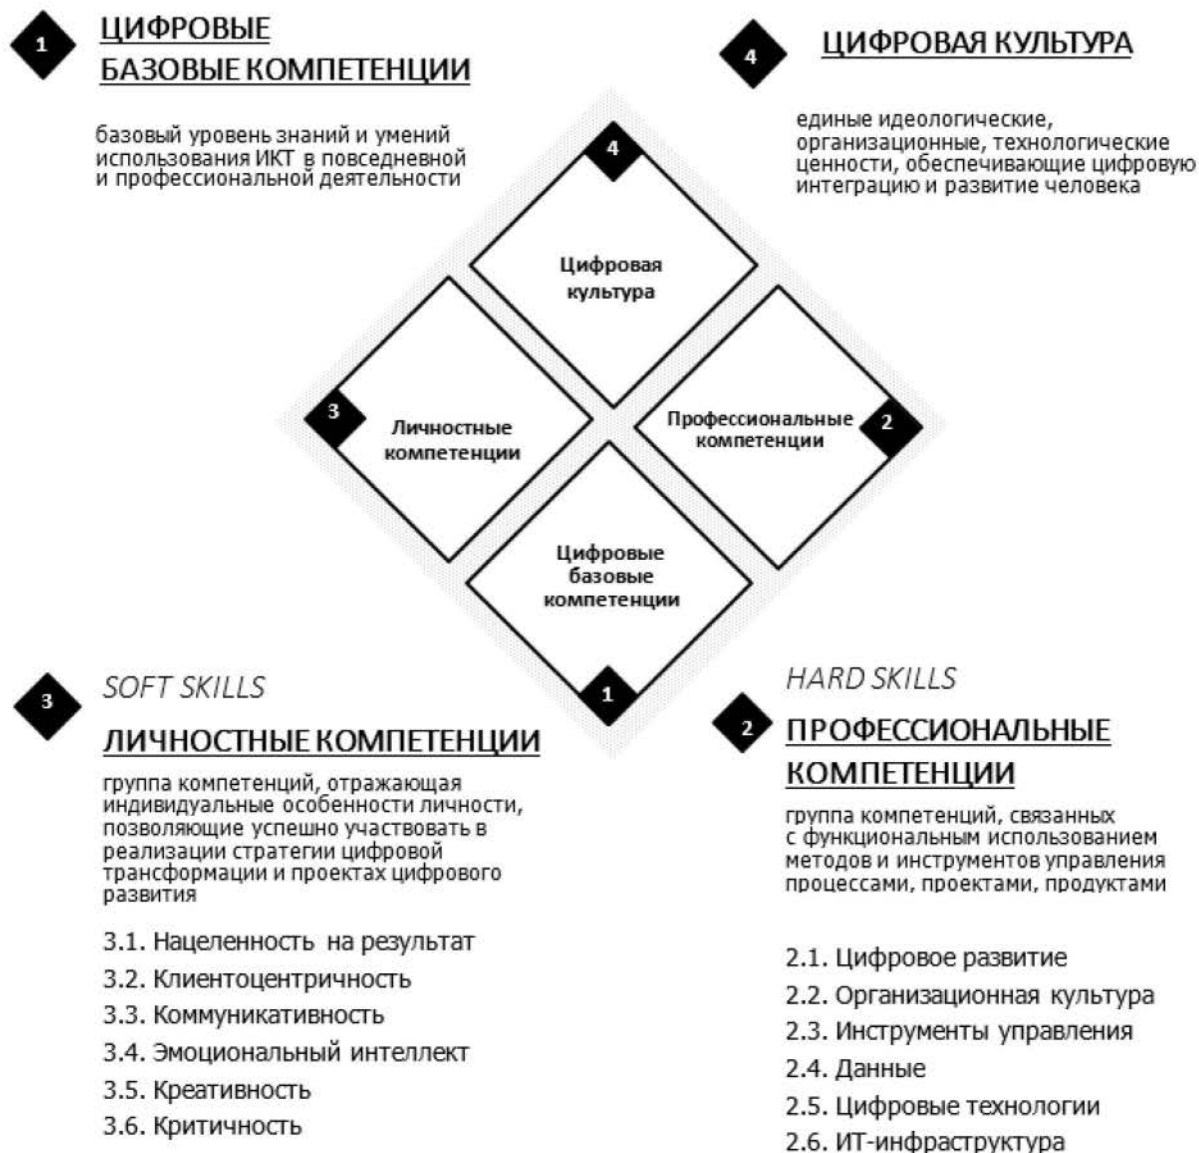 1
ЦИФРОВЫЕ
БАЗОВЫЕ КОМПЕТЕНЦИИ
базовый уровень знаний и умений
использования ИКТ в повседневной
и профессиональной деятельности
4
ЦИФРОВАЯ КУЛЬТУРА
единые идеологические,
организационные, технологические
ценности, обеспечивающие цифровую
интеграцию и развитие человека
4
Цифровая
культура
3
Личностные
компетенции
Профессиональные
компетенции
2
Цифровые
базовые
компетенции
1
3
SOFT SKILLS
ЛИЧНОСТНЫЕ КОМПЕТЕНЦИИ
группа компетенций, отражающая
индивидуальные особенности личности,
позволяющие успешно участвовать в
реализации стратегии цифровой
трансформации и проектах цифрового
развития
3.1. Нацеленность на результат
3.2. Клиентоцентричность
3.3. Коммуникативность
3.4. Эмоциональный интеллект
3.5. Креативность
3.6. Критичность
HARD SKILLS
2
ПРОФЕССИОНАЛЬНЫЕ
КОМПЕТЕНЦИИ
группа компетенций, связанных
с функциональным использованием
методов и инструментов управления
процессами, проектами, продуктами
2.1. Цифровое развитие
2.2. Организационная культура
2.3. Инструменты управления
2.4. Данные
2.5. Цифровые технологии
2.6. ИТ-инфраструктура